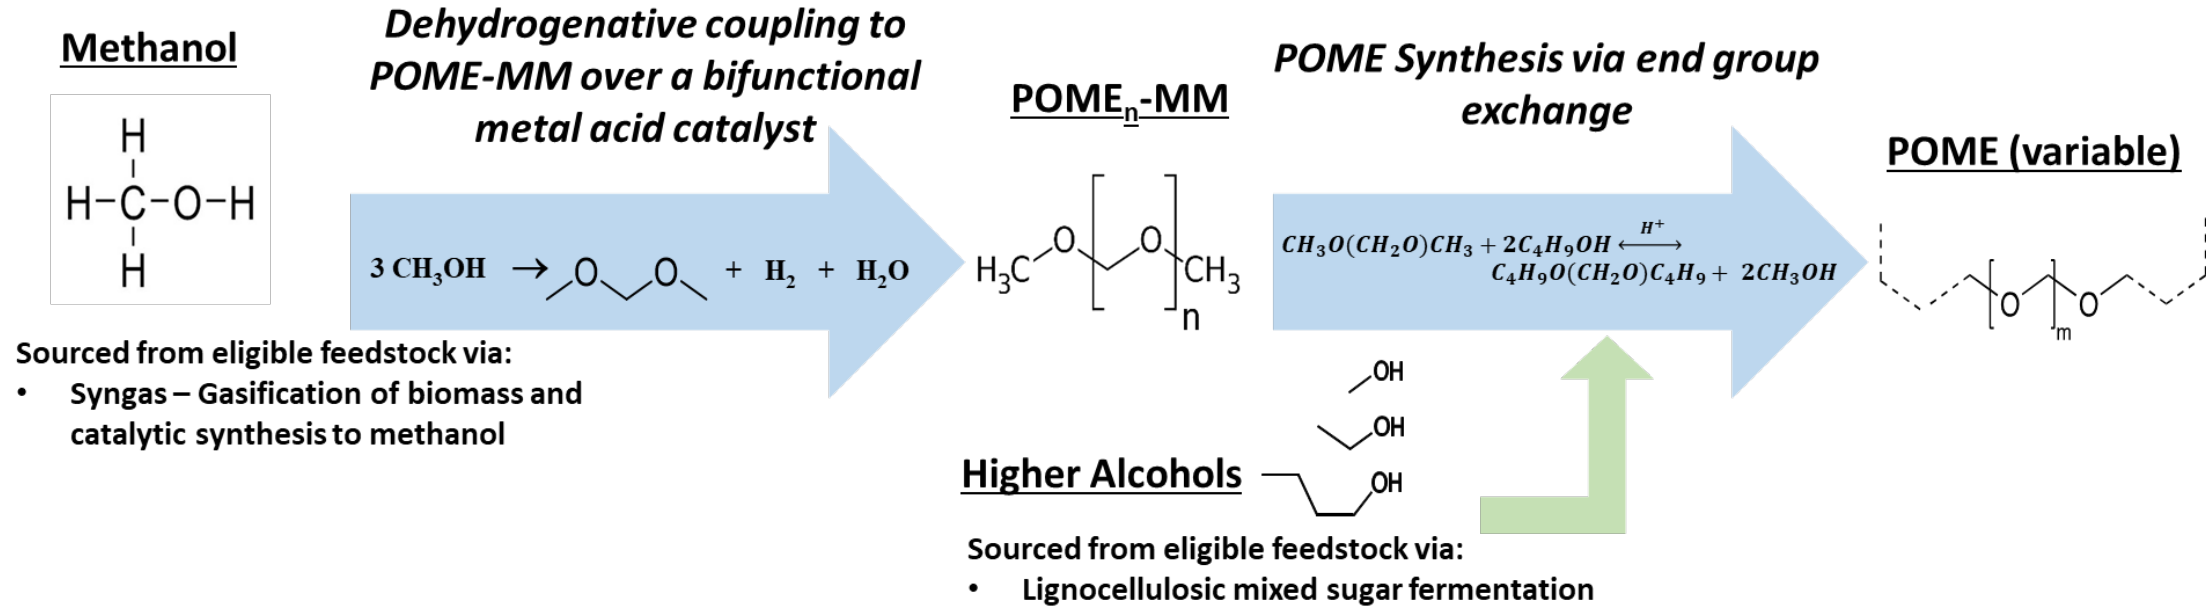 Methanol
H
H–C–O–H
H
Sourced from eligible feedstock via:
• Syngas – Gasification of biomass and
catalytic synthesis to methanol
Dehydrogenative coupling to
POME-MM over a bifunctional
metal acid catalyst
3 CH₃OH → O O + H₂ + H₂O
POMEₙ-MM
O O
H₃C CH₃
n
POME Synthesis via end group
exchange
H⁺
CH₃O(CH₂O)CH₃ + 2C₄H₉OH ⟷
C₄H₉O(CH₂O)C₄H₉ + 2CH₃OH
OH
OH
Higher Alcohols
OH
Sourced from eligible feedstock via:
• Lignocellulosic mixed sugar fermentation
POME (variable)
O O
m